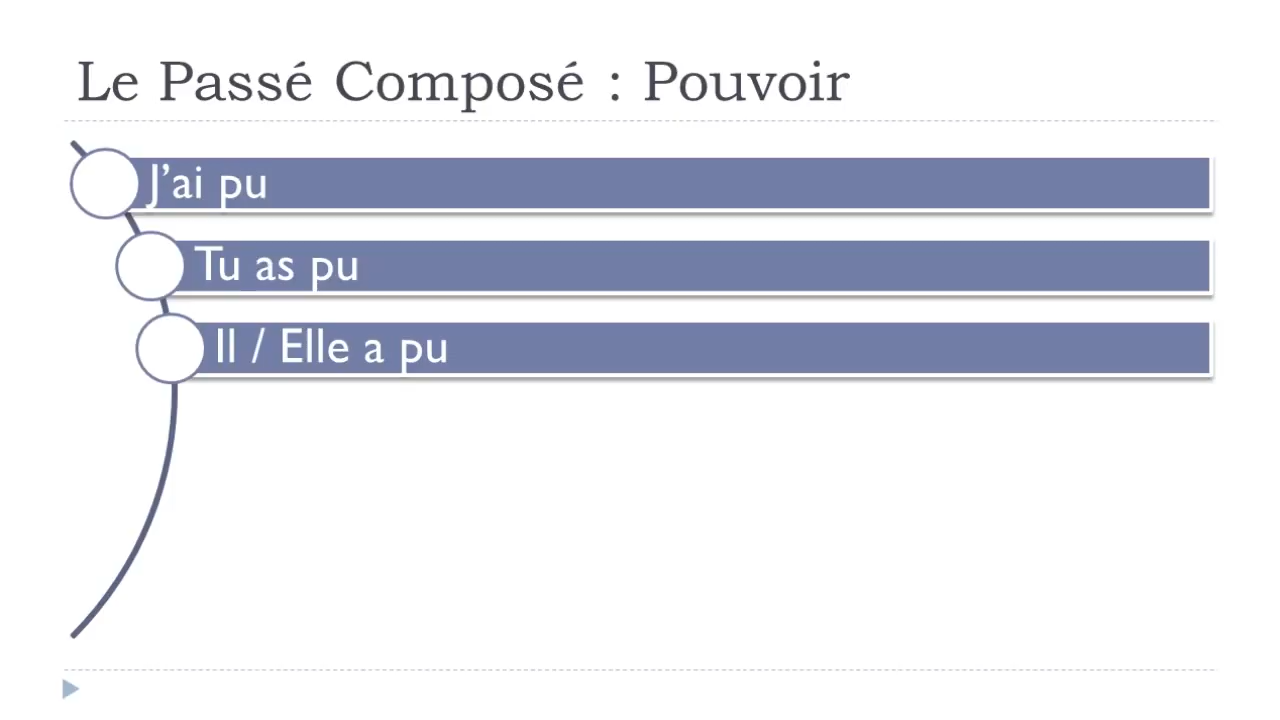 Le Passé Composé : Pouvoir
J’ai pu
Tu as pu
Il / Elle a pu